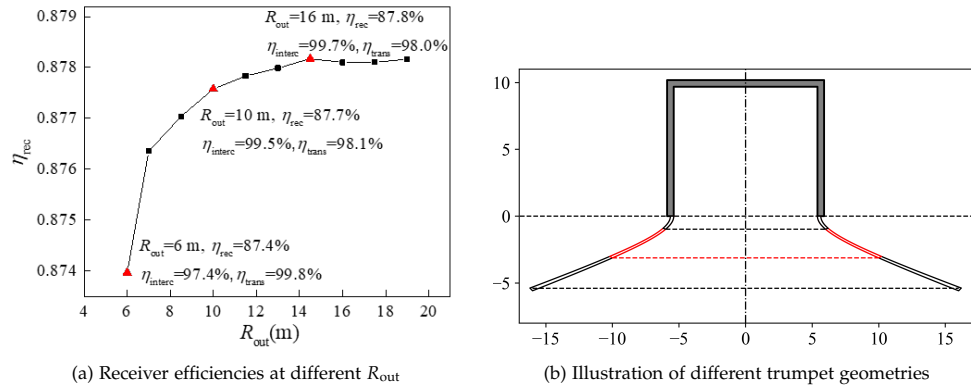 0.879
0.878
0.877
0.876
0.875
0.874
η_rec
R_out=16 m, η_rec=87.8%
η_interc=99.7%, η_trans=98.0%
R_out=10 m, η_rec=87.7%
η_interc=99.5%, η_trans=98.1%
R_out=6 m, η_rec=87.4%
η_interc=97.4%, η_trans=99.8%
4 6 8 10 12 14 16 18 20
R_out(m)
(a) Receiver efficiencies at different R_out
10
5
0
−5
−15 −10 −5 0 5 10 15
(b) Illustration of different trumpet geometries